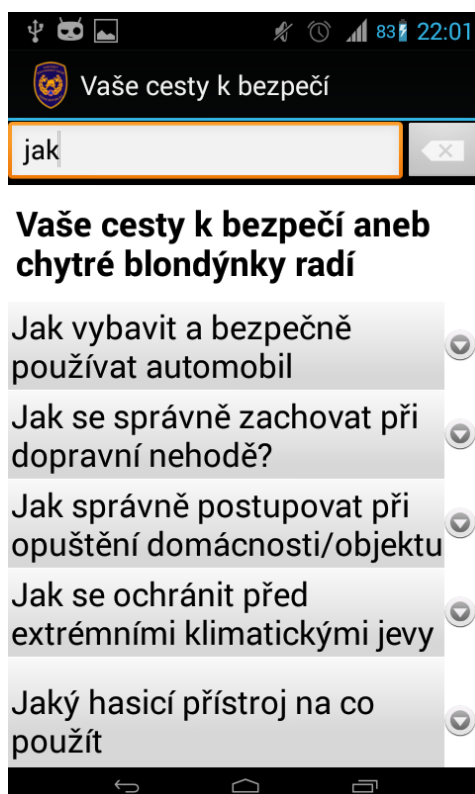 83 22:01
Vaše cesty k bezpečí
jak
Vaše cesty k bezpečí aneb
chytré blondýnky radí
Jak vybavit a bezpečně
používat automobil
Jak se správně zachovat při
dopravní nehodě?
Jak správně postupovat při
opuštění domácnosti/objektu
Jak se ochránit před
extrémními klimatickými jevy
Jaký hasicí přístroj na co
použít